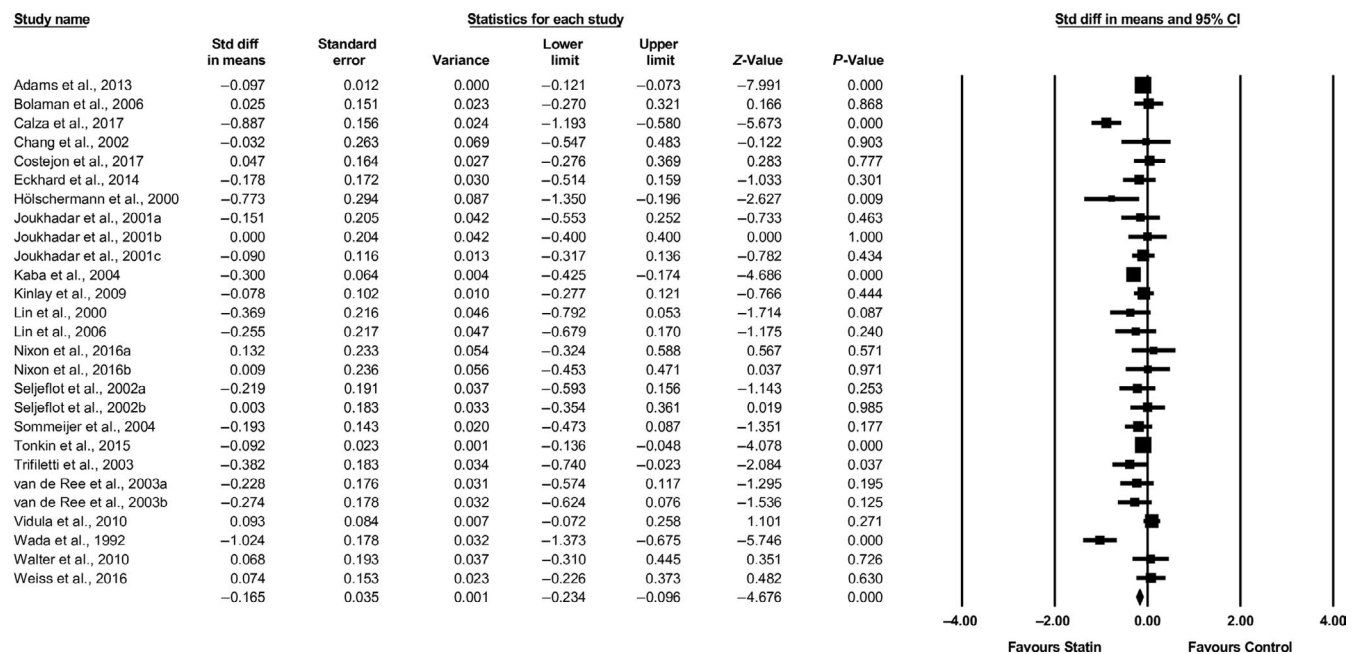 Study name Statistics for each study Std diff in means and 95% CI
Std diff Standard Lower Upper
in means error Variance limit limit Z-Value P-Value
Adams et al., 2013 −0.097 0.012 0.000 −0.121 −0.073 −7.991 0.000
Bolaman et al., 2006 0.025 0.151 0.023 −0.270 0.321 0.166 0.868
Calza et al., 2017 −0.887 0.156 0.024 −1.193 −0.580 −5.673 0.000
Chang et al., 2002 −0.032 0.263 0.069 −0.547 0.483 −0.122 0.903
Costejon et al., 2017 0.047 0.164 0.027 −0.276 0.369 0.283 0.777
Eckhard et al., 2014 −0.178 0.172 0.030 −0.514 0.159 −1.033 0.301
Hölschermann et al., 2000 −0.773 0.294 0.087 −1.350 −0.196 −2.627 0.009
Joukhadar et al., 2001a −0.151 0.205 0.042 −0.553 0.252 −0.733 0.463
Joukhadar et al., 2001b 0.000 0.204 0.042 −0.400 0.400 0.000 1.000
Joukhadar et al., 2001c −0.090 0.116 0.013 −0.317 0.136 −0.782 0.434
Kaba et al., 2004 −0.300 0.064 0.004 −0.425 −0.174 −4.686 0.000
Kinlay et al., 2009 −0.078 0.102 0.010 −0.277 0.121 −0.766 0.444
Lin et al., 2000 −0.369 0.216 0.046 −0.792 0.053 −1.714 0.087
Lin et al., 2006 −0.255 0.217 0.047 −0.679 0.170 −1.175 0.240
Nixon et al., 2016a 0.132 0.233 0.054 −0.324 0.588 0.567 0.571
Nixon et al., 2016b 0.009 0.236 0.056 −0.453 0.471 0.037 0.971
Seljeflot et al., 2002a −0.219 0.191 0.037 −0.593 0.156 −1.143 0.253
Seljeflot et al., 2002b 0.003 0.183 0.033 −0.354 0.361 0.019 0.985
Sommeijer et al., 2004 −0.193 0.143 0.020 −0.473 0.087 −1.351 0.177
Tonkin et al., 2015 −0.092 0.023 0.001 −0.136 −0.048 −4.078 0.000
Trifiletti et al., 2003 −0.382 0.183 0.034 −0.740 −0.023 −2.084 0.037
van de Ree et al., 2003a −0.228 0.176 0.031 −0.574 0.117 −1.295 0.195
van de Ree et al., 2003b −0.274 0.178 0.032 −0.624 0.076 −1.536 0.125
Vidula et al., 2010 0.093 0.084 0.007 −0.072 0.258 1.101 0.271
Wada et al., 1992 −1.024 0.178 0.032 −1.373 −0.675 −5.746 0.000
Walter et al., 2010 0.068 0.193 0.037 −0.310 0.445 0.351 0.726
Weiss et al., 2016 0.074 0.153 0.023 −0.226 0.373 0.482 0.630
−0.165 0.035 0.001 −0.234 −0.096 −4.676 0.000
−4.00 −2.00 0.00 2.00 4.00
Favours Statin Favours Control